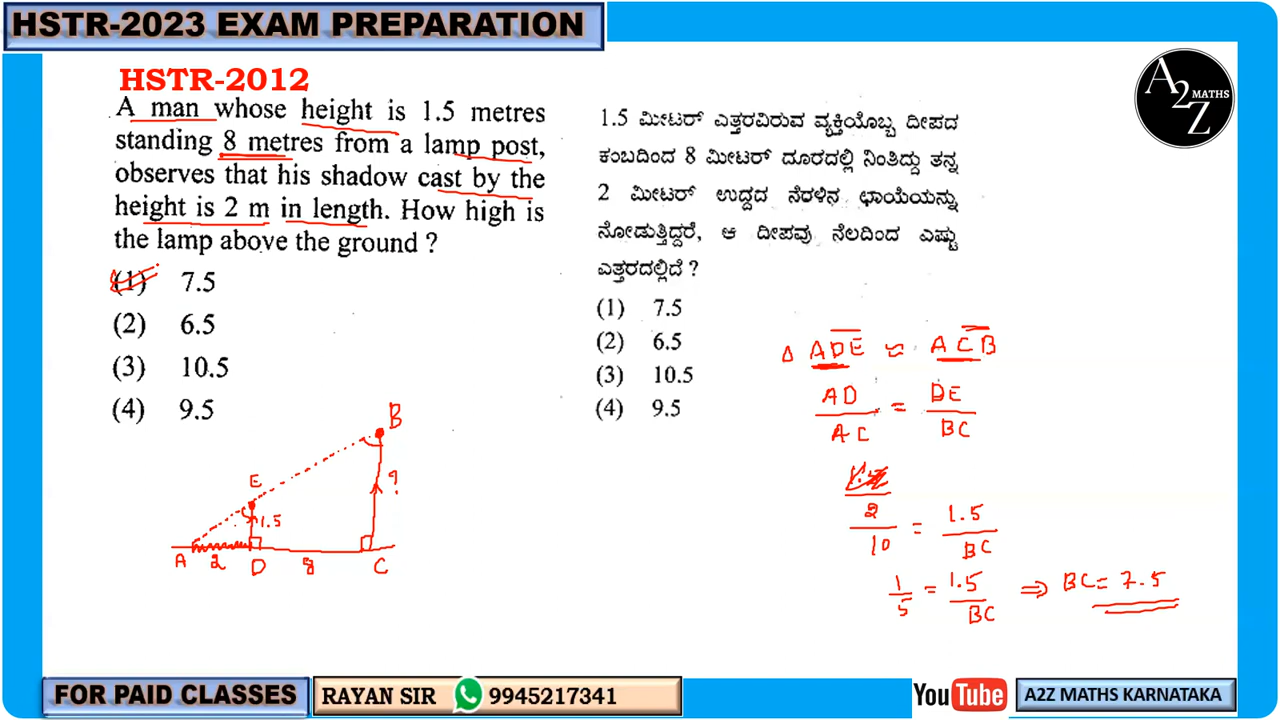 HSTR-2023 EXAM PREPARATION
A2Z
MATHS
HSTR-2012
A man whose height is 1.5 metres
standing 8 metres from a lamp post,
observes that his shadow cast by the
height is 2 m in length. How high is
the lamp above the ground ?
(1) 7.5
(2) 6.5
(3) 10.5
(4) 9.5
1.5 ಮೀಟರ್ ಎತ್ತರವಿರುವ ವ್ಯಕ್ತಿಯೊಬ್ಬ ದೀಪದ
ಕಂಬದಿಂದ 8 ಮೀಟರ್ ದೂರದಲ್ಲಿ ನಿಂತಿದ್ದು ತನ್ನ
2 ಮೀಟರ್ ಉದ್ದದ ನೆರಳಿನ ಛಾಯೆಯನ್ನು
ನೋಡುತ್ತಿದ್ದರೆ, ಆ ದೀಪವು ನೆಲದಿಂದ ಎಷ್ಟು
ಎತ್ತರದಲ್ಲಿದೆ ?
(1) 7.5
(2) 6.5
(3) 10.5
(4) 9.5
B
E
?
1.5
A 2 D 8 C
Δ ADE ≈ ACB
AD/AC = DE/BC
2/10 = 1.5/BC
1/5 = 1.5/BC ⇒ BC = 7.5
FOR PAID CLASSES
RAYAN SIR 9945217341
YouTube
A2Z MATHS KARNATAKA